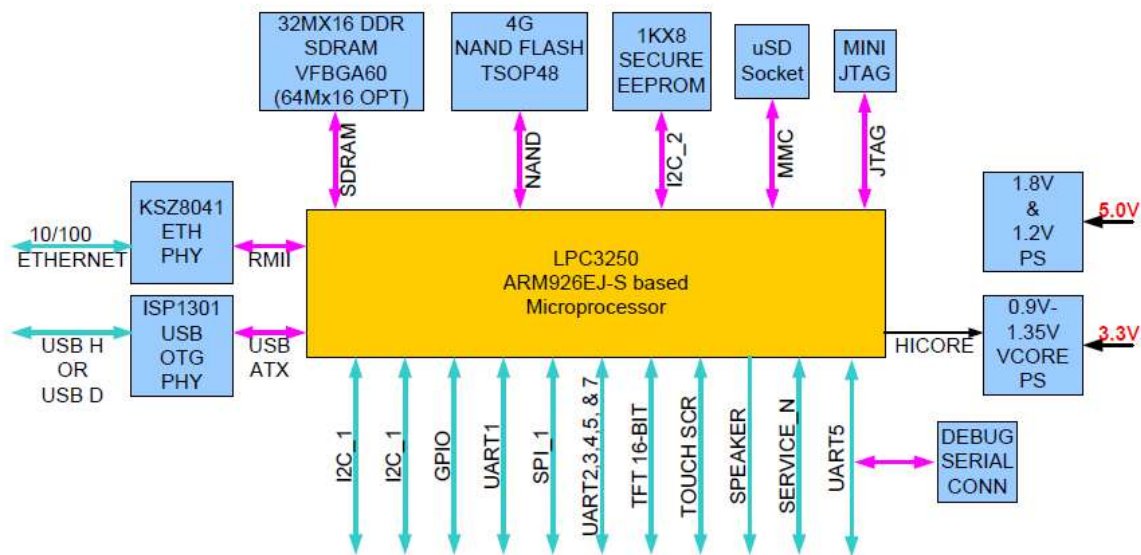 32MX16 DDR
SDRAM
VFBGA60
(64Mx16 OPT)
4G
NAND FLASH
TSOP48
1KX8
SECURE
EEPROM
uSD
Socket
MINI
JTAG
SDRAM
NAND
I2C_2
MMC
JTAG
10/100
ETHERNET
KSZ8041
ETH
PHY
RMII
LPC3250
ARM926EJ-S based
Microprocessor
1.8V
&
1.2V
PS
5.0V
USB H
OR
USB D
ISP1301
USB
OTG
PHY
USB
ATX
HICORE
0.9V-
1.35V
VCORE
PS
3.3V
I2C_1
I2C_1
GPIO
UART1
SPI_1
UART2,3,4,5, & 7
TFT 16-BIT
TOUCH SCR
SPEAKER
SERVICE_N
UART5
DEBUG
SERIAL
CONN